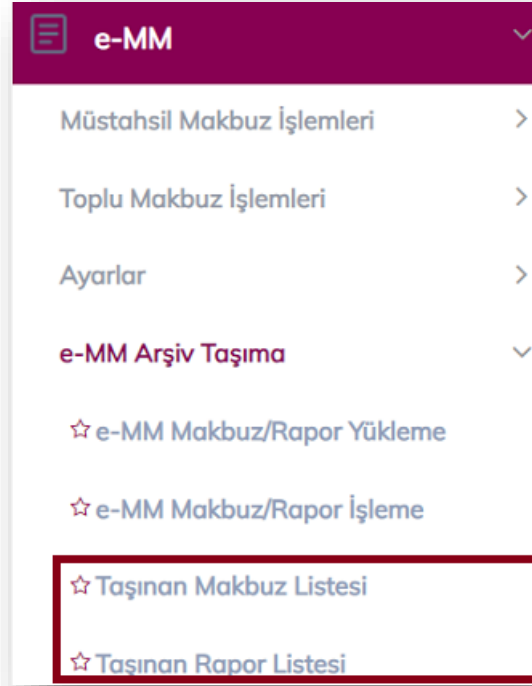 e-MM
Müstahsil Makbuz İşlemleri
Toplu Makbuz İşlemleri
Ayarlar
e-MM Arşiv Taşıma
e-MM Makbuz/Rapor Yükleme
e-MM Makbuz/Rapor İşleme
Taşınan Makbuz Listesi
Taşınan Rapor Listesi